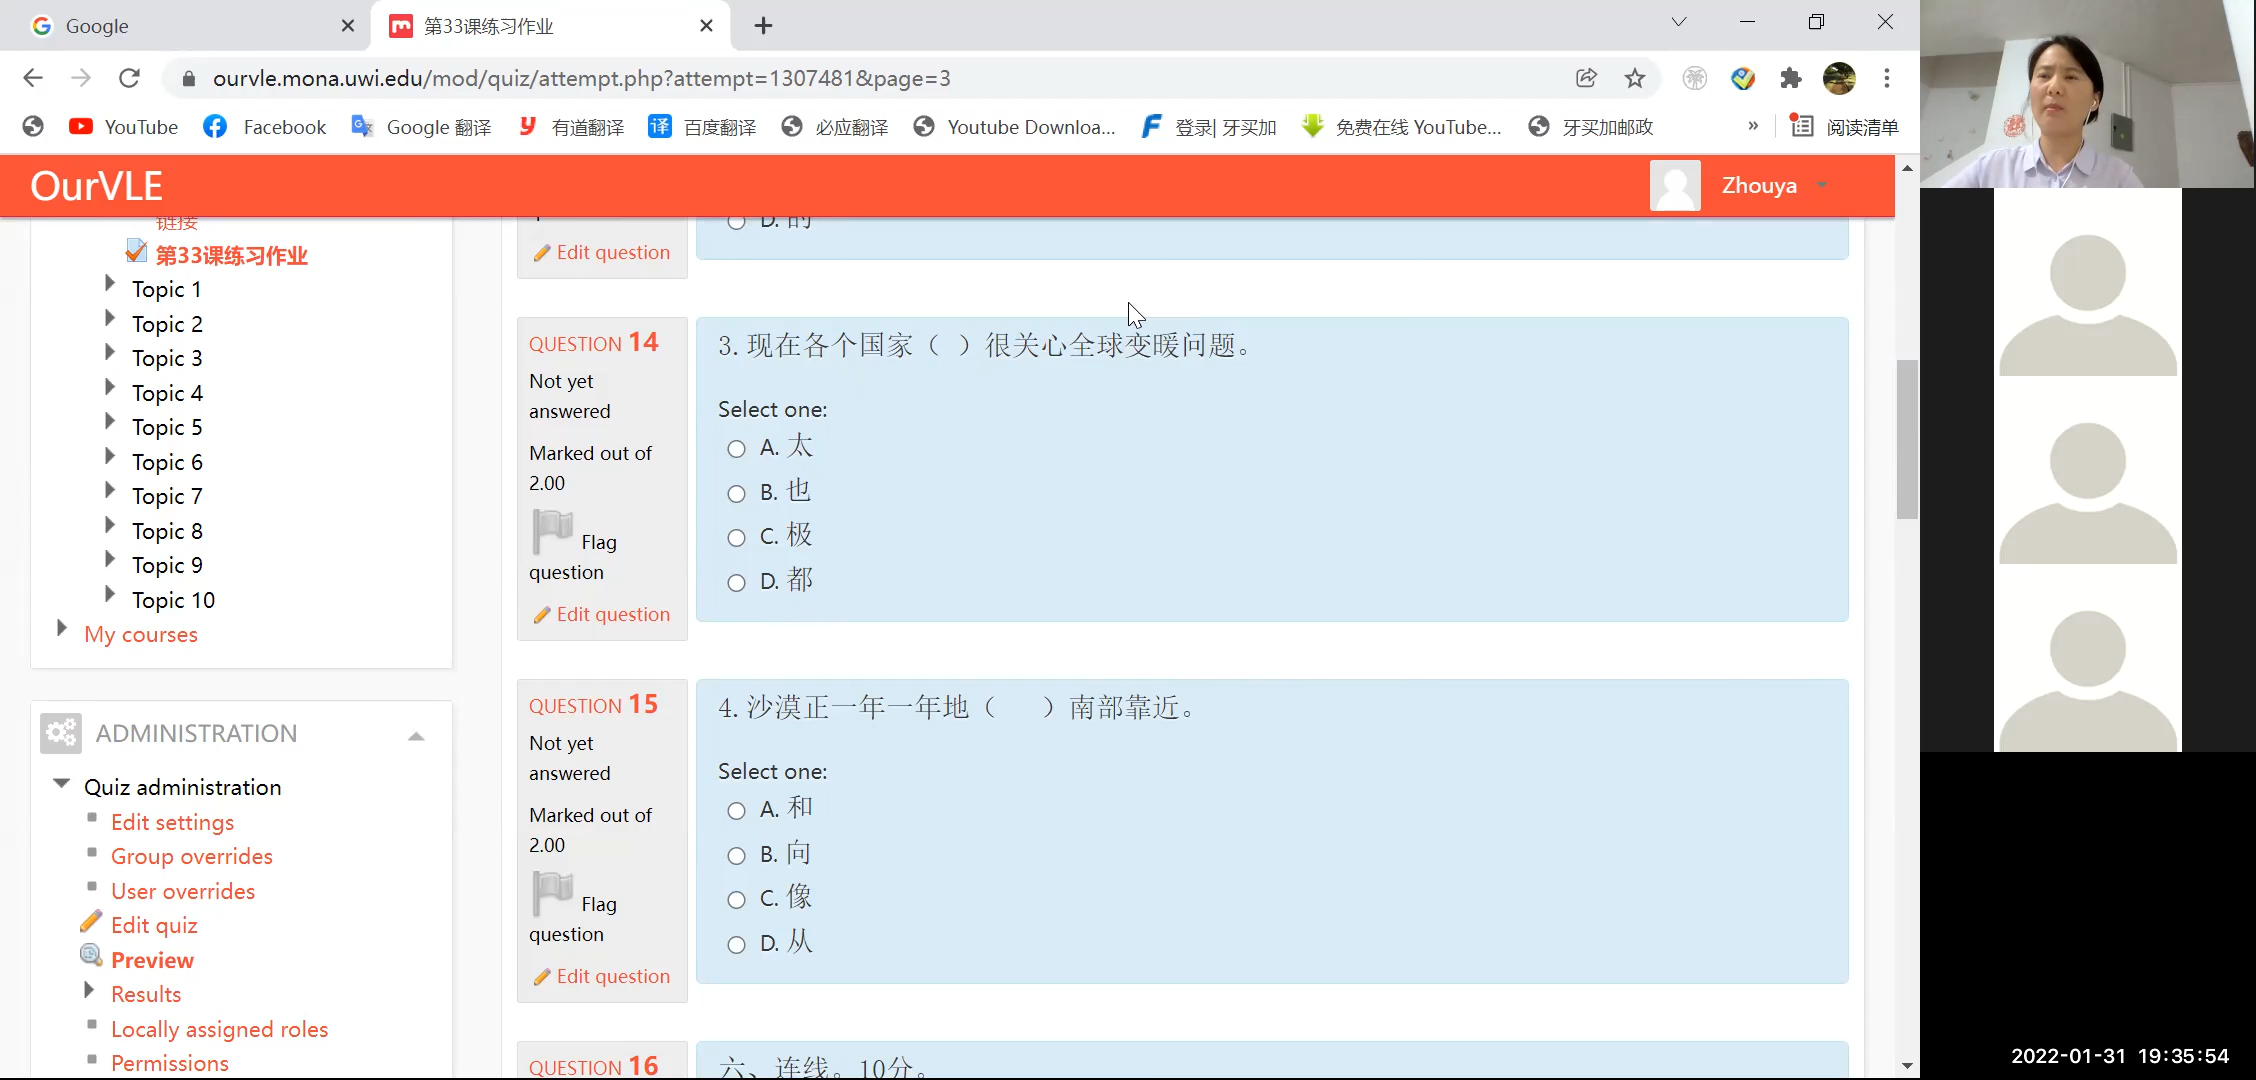 Google
第33课练习作业
ourvle.mona.uwi.edu/mod/quiz/attempt.php?attempt=1307481&page=3
YouTube
Facebook
Google 翻译
有道翻译
百度翻译
必应翻译
Youtube Downloa...
登录| 牙买加
免费在线 YouTube...
牙买加邮政
»
阅读清单
OurVLE
Zhouya
链接
第33课练习作业
Topic 1
Topic 2
Topic 3
Topic 4
Topic 5
Topic 6
Topic 7
Topic 8
Topic 9
Topic 10
My courses
ADMINISTRATION
Quiz administration
Edit settings
Group overrides
User overrides
Edit quiz
Preview
Results
Locally assigned roles
Permissions
D. 的
Edit question
QUESTION 14
Not yet
answered
Marked out of
2.00
Flag
question
Edit question
3.现在各个国家（ ）很关心全球变暖问题。
Select one:
A. 太
B. 也
C. 极
D. 都
QUESTION 15
Not yet
answered
Marked out of
2.00
Flag
question
Edit question
4.沙漠正一年一年地（ ）南部靠近。
Select one:
A. 和
B. 向
C. 像
D. 从
QUESTION 16
六、连线。10分。
2022-01-31 19:35:54